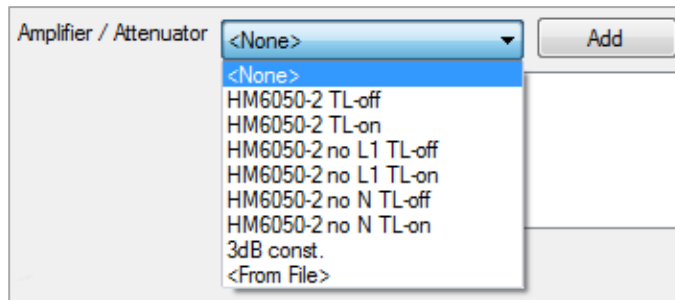 Amplifier / Attenuator <None> Add
<None>
HM6050-2 TL-off
HM6050-2 TL-on
HM6050-2 no L1 TL-off
HM6050-2 no L1 TL-on
HM6050-2 no N TL-off
HM6050-2 no N TL-on
3dB const.
<From File>